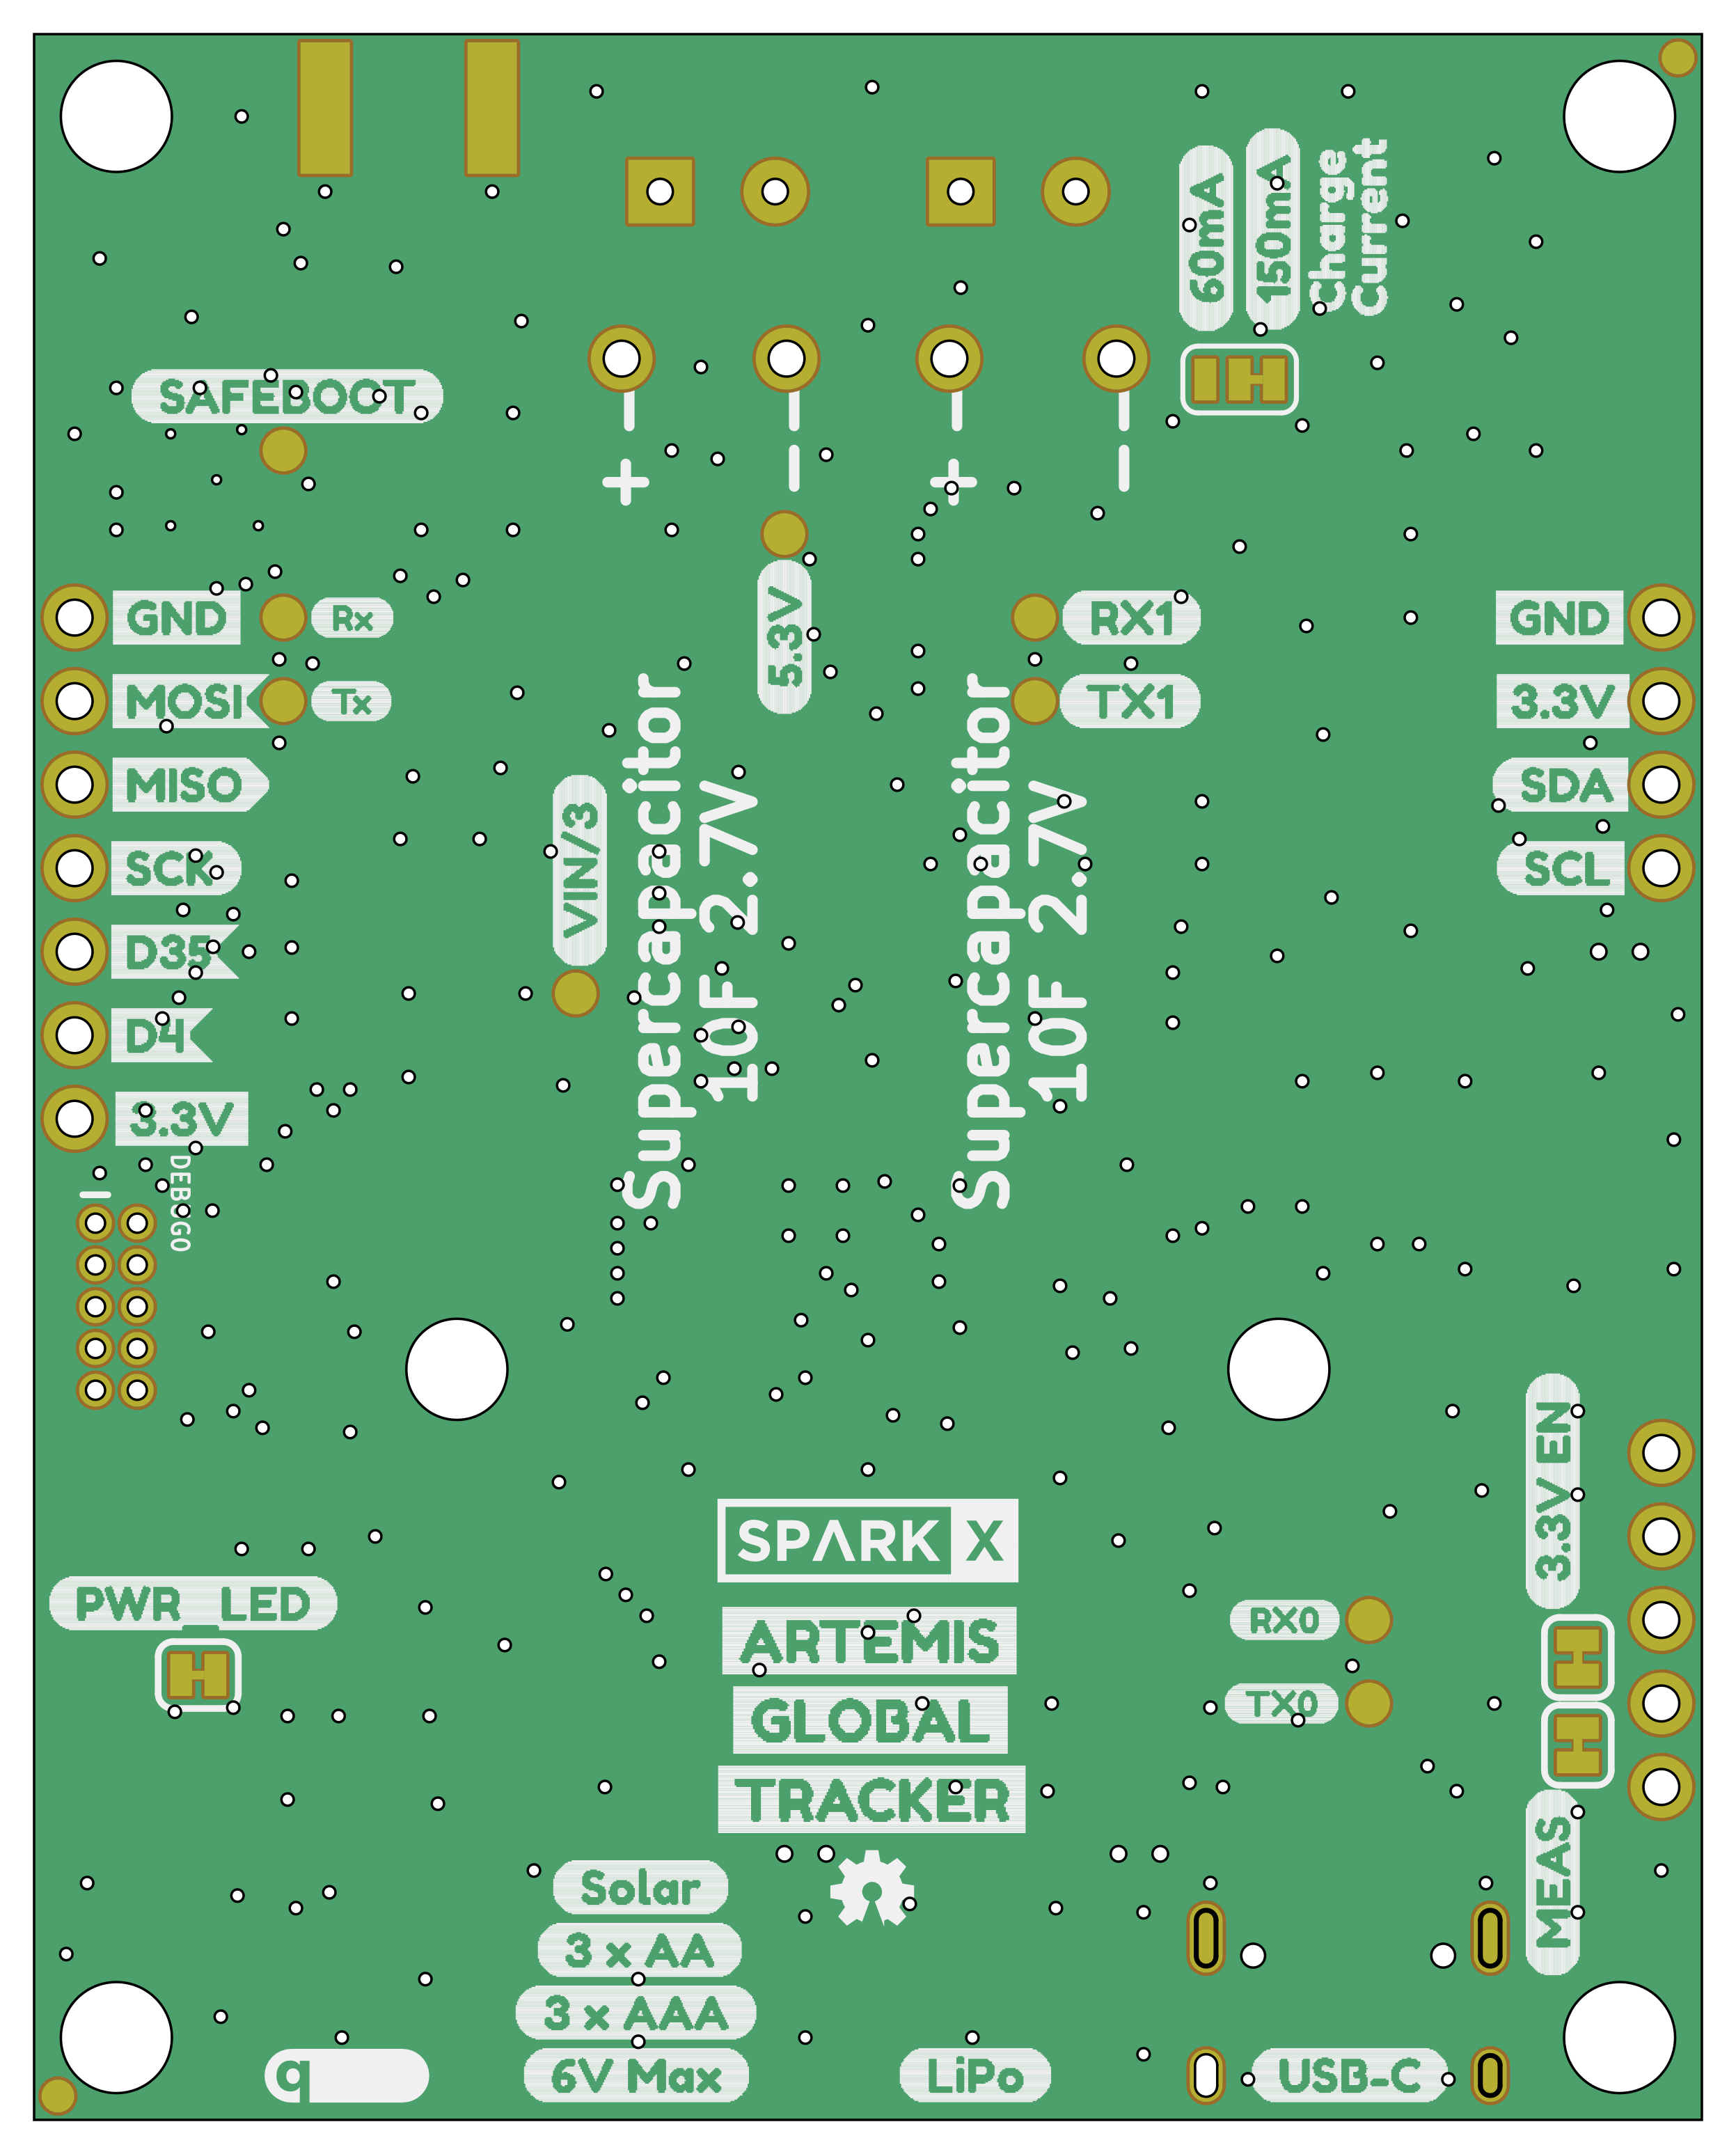 60mA
150mA
Charge
Current
SAFEBOOT
+
+
5.3V
GND
Rx
RX1
GND
MOSI
Tx
TX1
3.3V
MISO
SDA
SCK
SCL
VIN/3
Supercapacitor
10F 2.7V
Supercapacitor
10F 2.7V
D35
D4
3.3V
3.3V EN
SPARK X
PWR LED
RX0
ARTEMIS
TX0
GLOBAL
TRACKER
MEAS
Solar
3 x AA
3 x AAA
q
6V Max
LiPo
USB-C